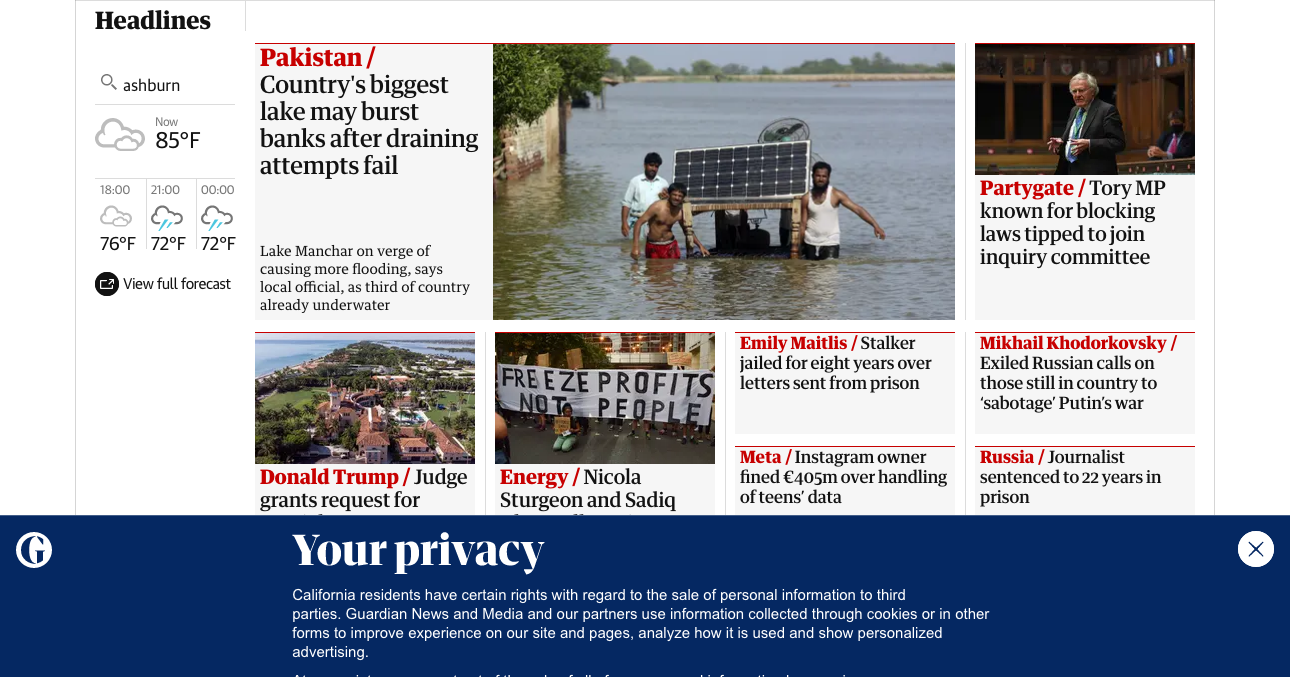 Headlines
ashburn
Now
85°F
18:00 21:00 00:00
76°F 72°F 72°F
View full forecast
Pakistan /
Country's biggest
lake may burst
banks after draining
attempts fail
Lake Manchar on verge of
causing more flooding, says
local official, as third of country
already underwater
Partygate / Tory MP
known for blocking
laws tipped to join
inquiry committee
FREEZE PROFITS
NOT PEOPLE
Donald Trump / Judge
grants request for
Energy / Nicola
Sturgeon and Sadiq
Emily Maitlis / Stalker
jailed for eight years over
letters sent from prison
Mikhail Khodorkovsky /
Exiled Russian calls on
those still in country to
‘sabotage’ Putin’s war
Meta / Instagram owner
fined €405m over handling
of teens’ data
Russia / Journalist
sentenced to 22 years in
prison
G
Your privacy
California residents have certain rights with regard to the sale of personal information to third
parties. Guardian News and Media and our partners use information collected through cookies or in other
forms to improve experience on our site and pages, analyze how it is used and show personalized
advertising.